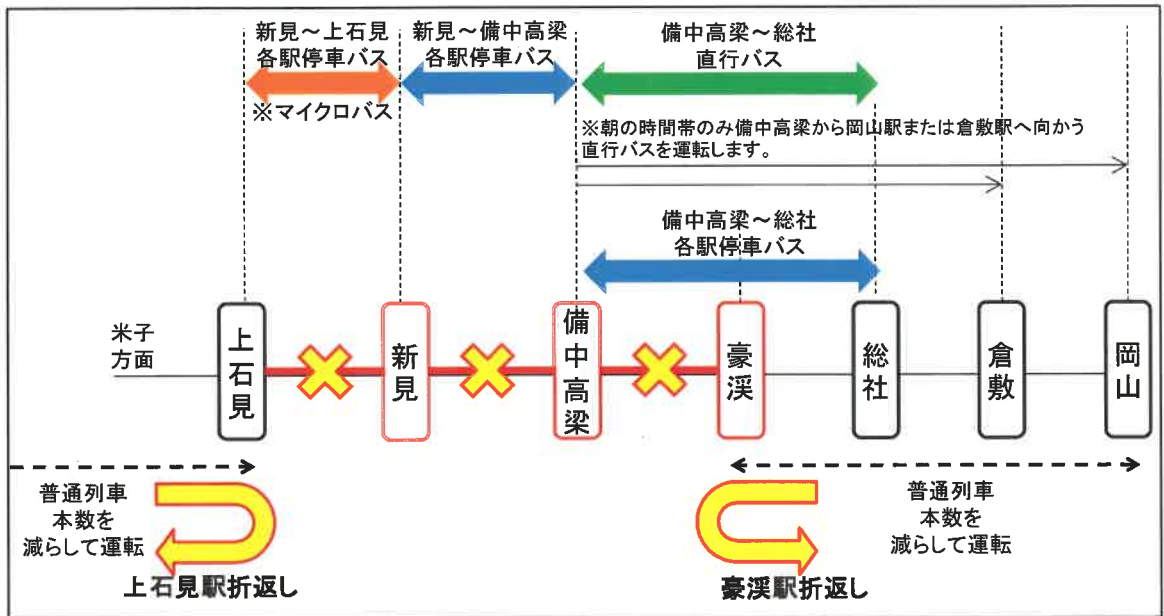 新見～上石見
各駅停車バス
新見～備中高梁
各駅停車バス
備中高梁～総社
直行バス
※マイクロバス
※朝の時間帯のみ備中高梁から岡山駅または倉敷駅へ向かう
直行バスを運転します。
備中高梁～総社
各駅停車バス
米子
方面
上石見
新見
備中高梁
豪渓
総社
倉敷
岡山
普通列車
本数を
減らして運転
上石見駅折返し
豪渓駅折返し
普通列車
本数を
減らして運転